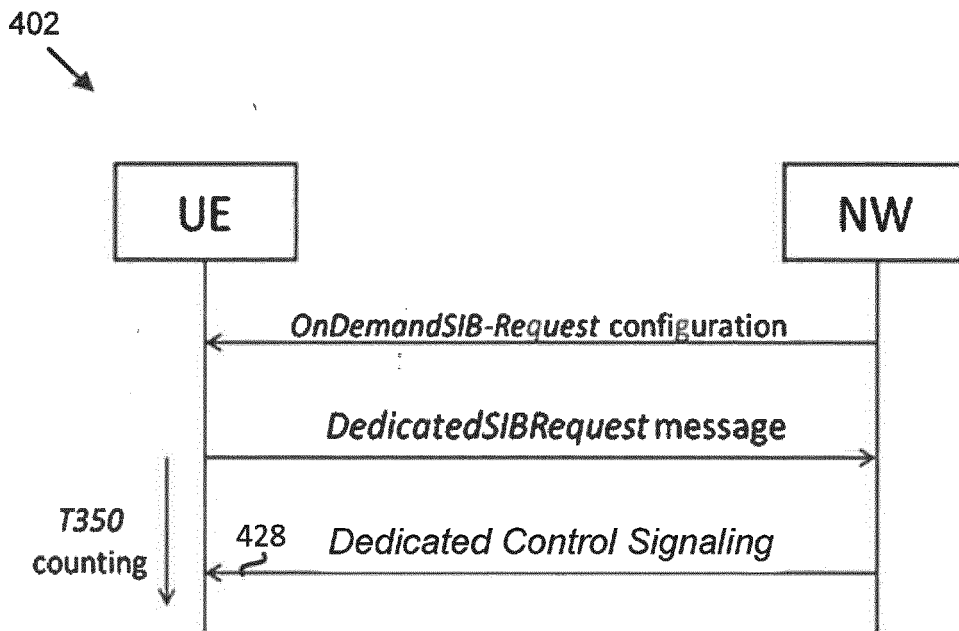 402
UE
NW
OnDemandSIB-Request configuration
DedicatedSIBRequest message
T350
counting
428
Dedicated Control Signaling